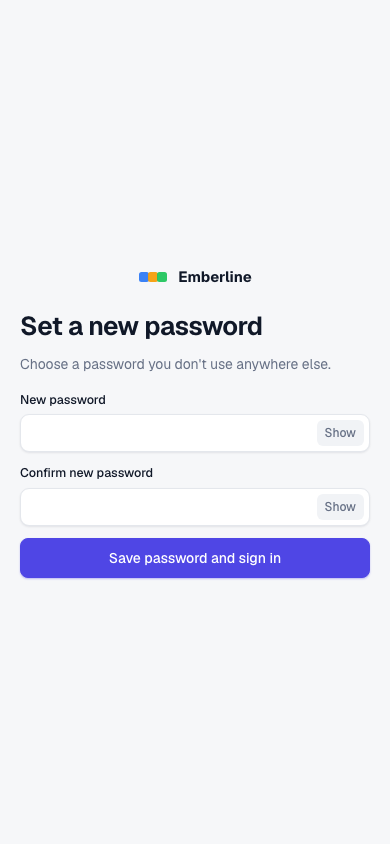 Emberline
Set a new password
Choose a password you don't use anywhere else.
New password
Show
Confirm new password
Show
Save password and sign in